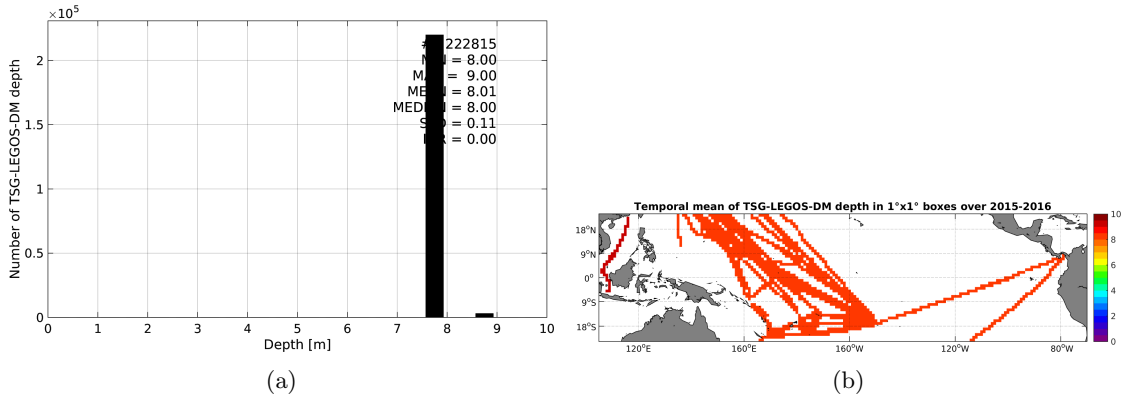 ×10⁵
222815
= 8.00
= 9.00
= 8.01
= 8.00
= 0.11
= 0.00
Number of TSG-LEGOS-DM depth
2
1.5
1
0.5
0
0 1 2 3 4 5 6 7 8 9 10
Depth [m]
(a)
Temporal mean of TSG-LEGOS-DM depth in 1°x1° boxes over 2015-2016
18°N
9°N
0°
9°S
18°S
120°E 160°E 160°W 120°W 80°W
10
8
6
4
2
0
(b)